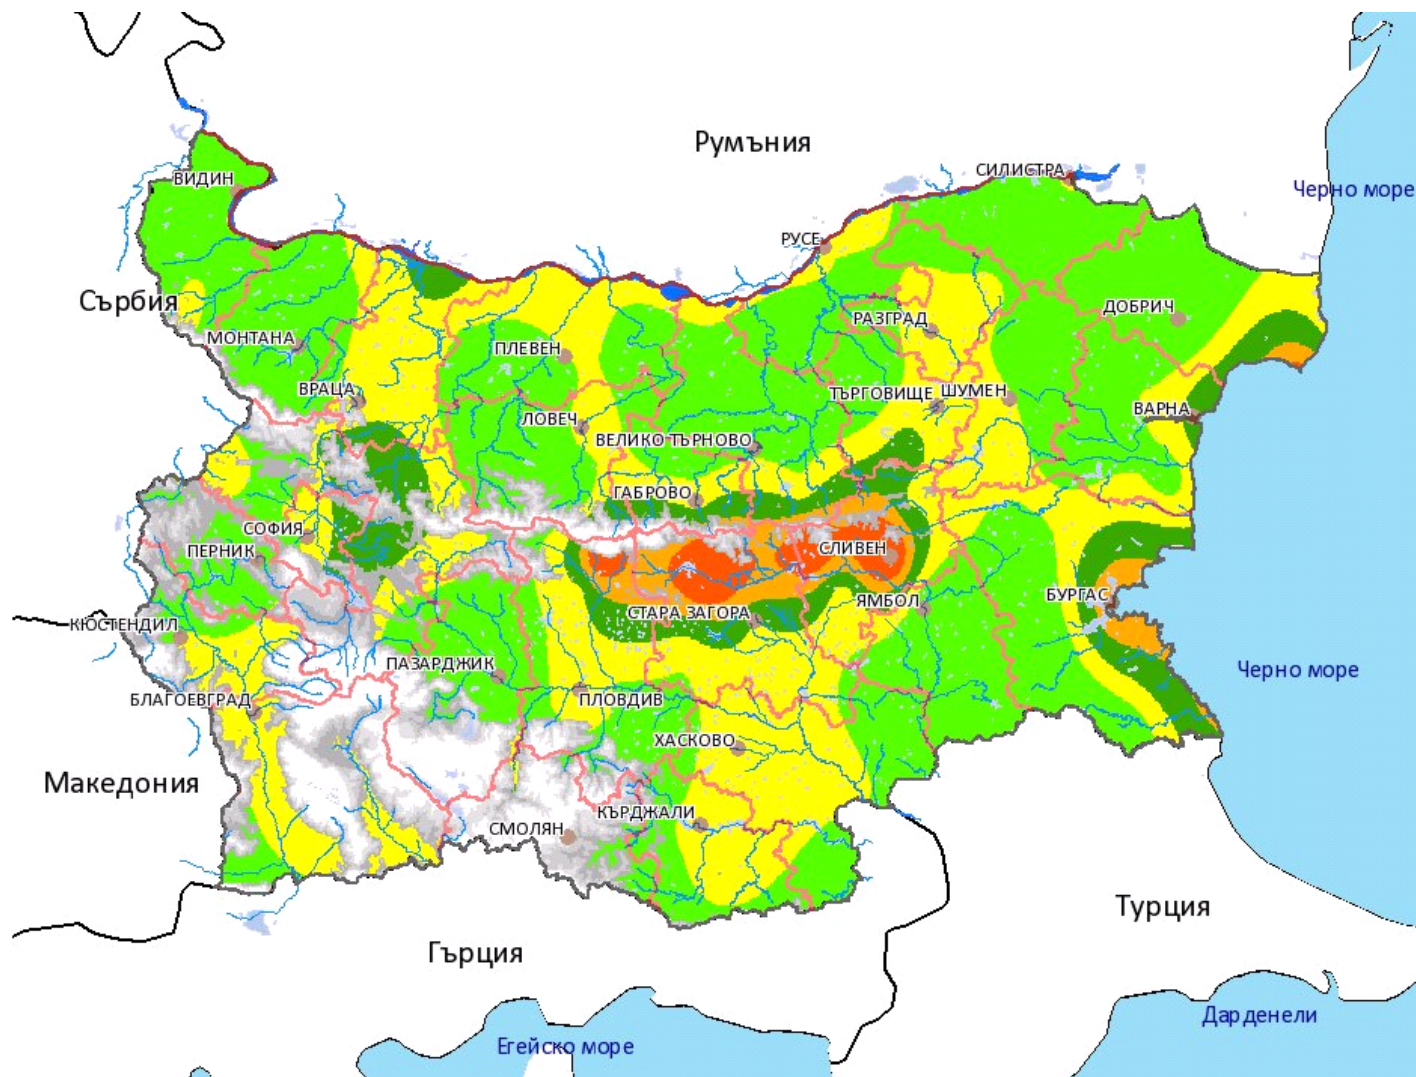 Румъния
СИЛИСТРА
ВИДИН
Черно море
РУСЕ
Сърбия
ДОБРИЧ
РАЗГРАД
МОНТАНА
ПЛЕВЕН
ВРАЦА
ТЪРГОВИЩЕ
ШУМЕН
ВАРНА
ЛОВЕЧ
ВЕЛИКО ТЪРНОВО
ГАБРОВО
СОФИЯ
ПЕРНИК
СЛИВЕН
БУРГАС
ЯМБОЛ
СТАРА ЗАГОРА
КЮСТЕНДИЛ
ПАЗАРДЖИК
Черно море
БЛАГОЕВГРАД
ПЛОВДИВ
ХАСКОВО
Македония
КЪРДЖАЛИ
СМОЛЯН
Турция
Гърция
Дарденели
Егейско море